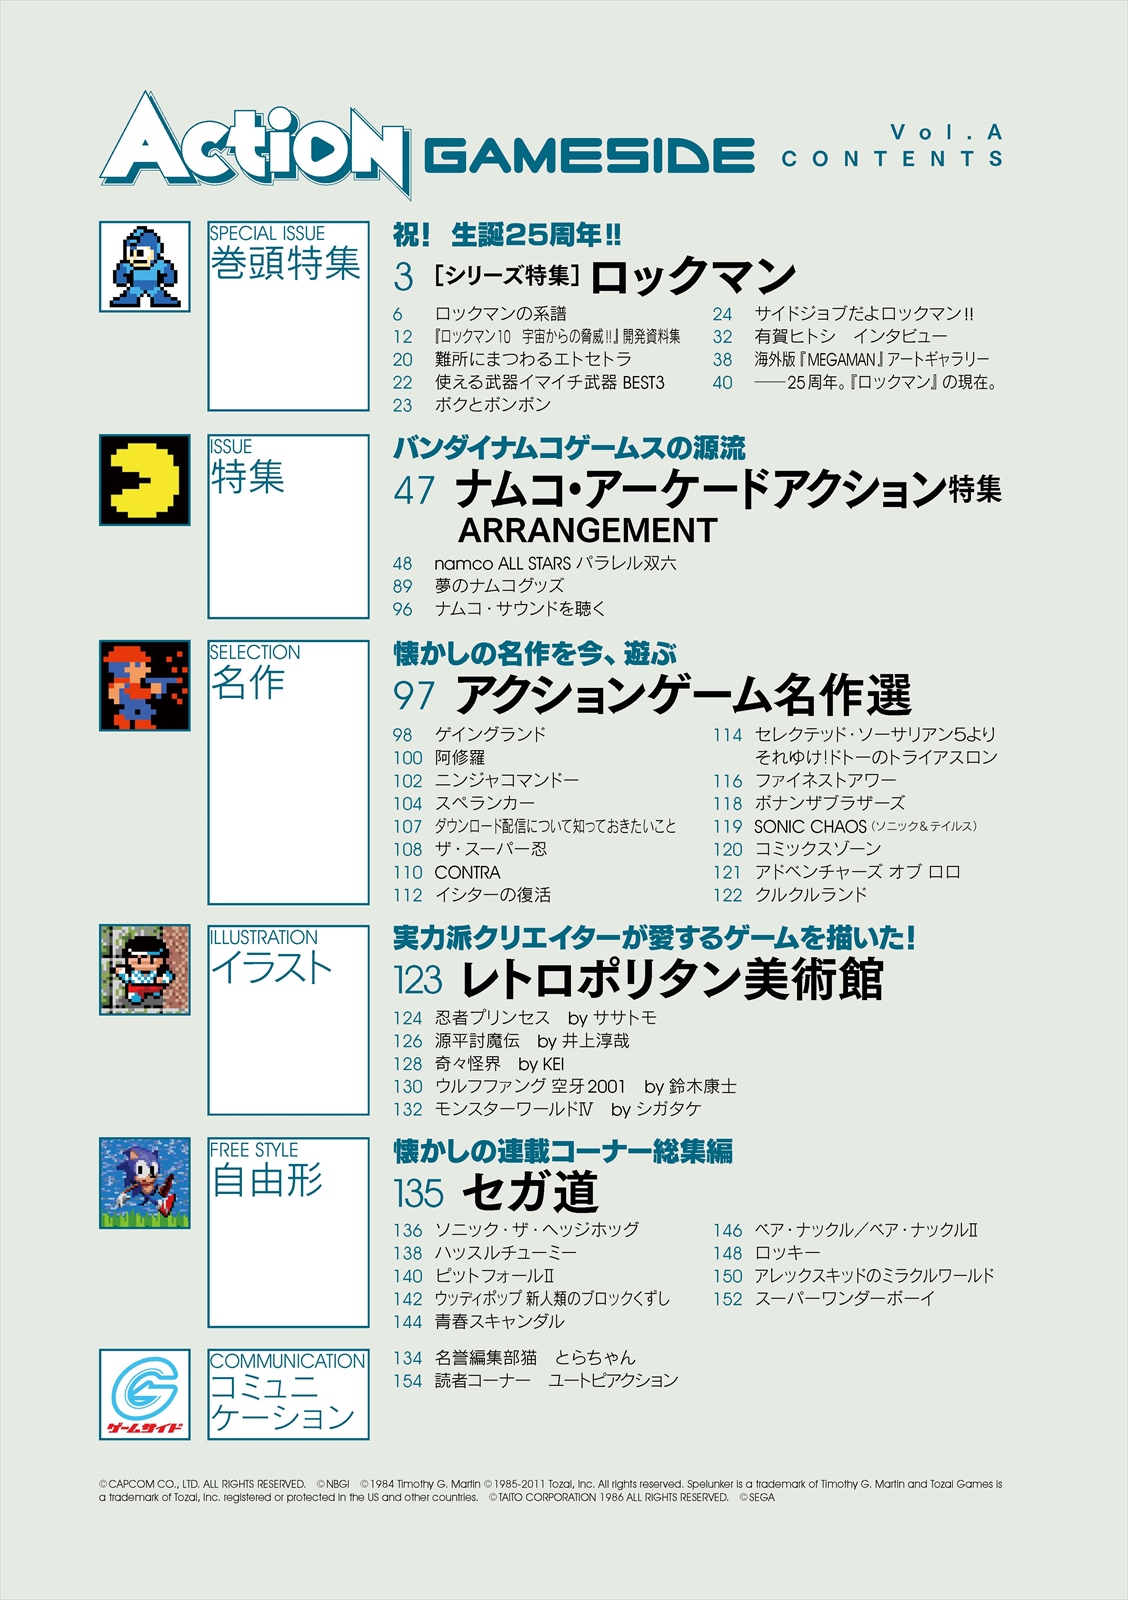 Action GAMESIDE
Vol.A
CONTENTS
SPECIAL ISSUE
巻頭特集
祝！ 生誕25周年!!
3 ［シリーズ特集］ロックマン
6 ロックマンの系譜
12 『ロックマン10 宇宙からの脅威!!』開発資料集
20 難所にまつわるエトセトラ
22 使える武器イマイチ武器 BEST3
23 ボクとボンボン
24 サイドジョブだよロックマン!!
32 有賀ヒトシ インタビュー
38 海外版『MEGAMAN』アートギャラリー
40 ──25周年。『ロックマン』の現在。
ISSUE
特集
バンダイナムコゲームスの源流
47 ナムコ・アーケードアクション特集
ARRANGEMENT
48 namco ALL STARS パラレル双六
89 夢のナムコグッズ
96 ナムコ・サウンドを聴く
SELECTION
名作
懐かしの名作を今、遊ぶ
97 アクションゲーム名作選
98 ゲイングランド
100 阿修羅
102 ニンジャコマンドー
104 スペランカー
107 ダウンロード配信について知っておきたいこと
108 ザ・スーパー忍
110 CONTRA
112 イシターの復活
114 セレクテッド・ソーサリアン5より
それゆけ!ドトーのトライアスロン
116 ファイネストアワー
118 ボナンザブラザーズ
119 SONIC CHAOS（ソニック＆テイルス）
120 コミックスゾーン
121 アドベンチャーズ オブ ロロ
122 クルクルランド
ILLUSTRATION
イラスト
実力派クリエイターが愛するゲームを描いた!
123 レトロポリタン美術館
124 忍者プリンセス by ササトモ
126 源平討魔伝 by 井上淳哉
128 奇々怪界 by KEI
130 ウルフファング 空牙2001 by 鈴木康士
132 モンスターワールドⅣ by シガタケ
FREE STYLE
自由形
懐かしの連載コーナー総集編
135 セガ道
136 ソニック・ザ・ヘッジホッグ
138 ハッスルチューミー
140 ピットフォールⅡ
142 ウッディポップ 新人類のブロックくずし
144 青春スキャンダル
146 ベア・ナックル／ベア・ナックルⅡ
148 ロッキー
150 アレックスキッドのミラクルワールド
152 スーパーワンダーボーイ
ゲームサイド
COMMUNICATION
コミュニ
ケーション
134 名誉編集部猫 とらちゃん
154 読者コーナー ユートピアクション
©CAPCOM CO., LTD. ALL RIGHTS RESERVED. ©NBGI ©1984 Timothy G. Martin ©1985-2011 Tozai, Inc. All rights reserved. Spelunker is a trademark of Timothy G. Martin and Tozai Games is
a trademark of Tozai, Inc. registered or protected in the US and other countries. ©TAITO CORPORATION 1986 ALL RIGHTS RESERVED. ©SEGA